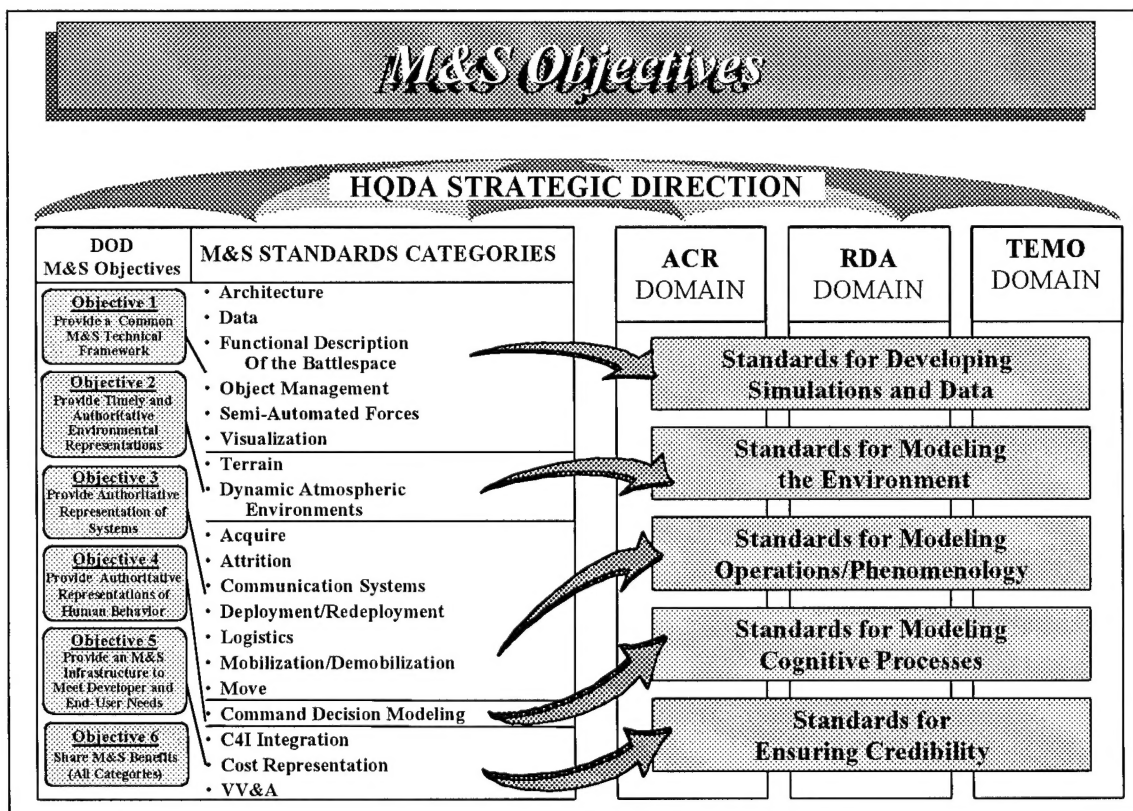 M&S Objectives
HQDA STRATEGIC DIRECTION
DOD
M&S Objectives
Objective 1
Provide a Common
M&S Technical
Framework
Objective 2
Provide Timely and
Authoritative
Environmental
Representations
Objective 3
Provide Authoritative
Representation of
Systems
Objective 4
Provide Authoritative
Representations of
Human Behavior
Objective 5
Provide an M&S
Infrastructure to
Meet Developer and
End-User Needs
Objective 6
Share M&S Benefits
(All Categories)
M&S STANDARDS CATEGORIES
· Architecture
· Data
· Functional Description
Of the Battlespace
· Object Management
· Semi-Automated Forces
· Visualization
· Terrain
· Dynamic Atmospheric
Environments
· Acquire
· Attrition
· Communication Systems
· Deployment/Redeployment
· Logistics
· Mobilization/Demobilization
· Move
· Command Decision Modeling
· C4I Integration
· Cost Representation
· VV&A
ACR
DOMAIN
RDA
DOMAIN
TEMO
DOMAIN
Standards for Developing
Simulations and Data
Standards for Modeling
the Environment
Standards for Modeling
Operations/Phenomenology
Standards for Modeling
Cognitive Processes
Standards for
Ensuring Credibility